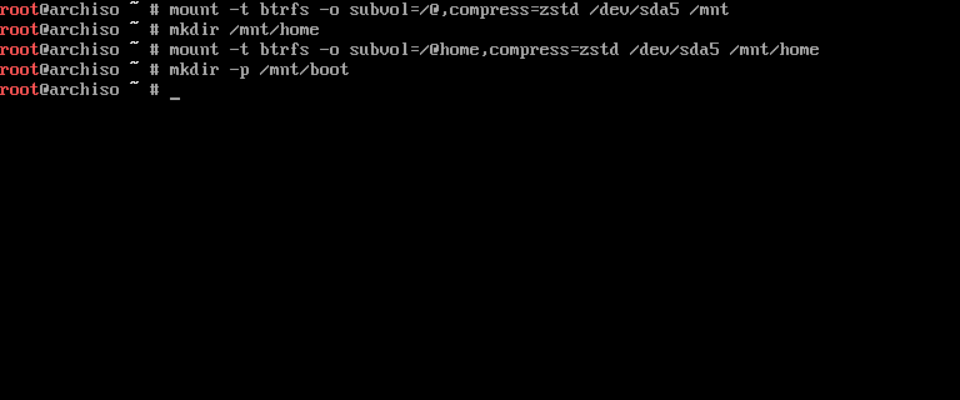 root@archiso ~ # mount -t btrfs -o subvol=/@,compress=zstd /dev/sda5 /mnt
root@archiso ~ # mkdir /mnt/home
root@archiso ~ # mount -t btrfs -o subvol=/@home,compress=zstd /dev/sda5 /mnt/home
root@archiso ~ # mkdir -p /mnt/boot
root@archiso ~ # _